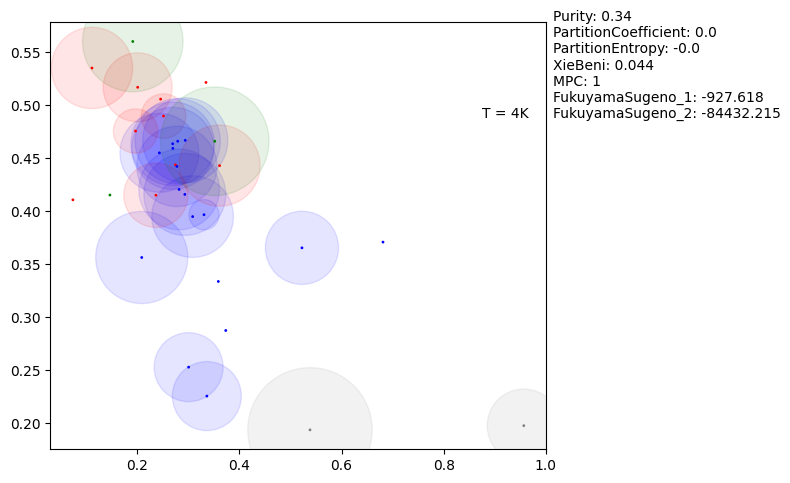 Purity: 0.34
PartitionCoefficient: 0.0
PartitionEntropy: -0.0
XieBeni: 0.044
MPC: 1
FukuyamaSugeno_1: -927.618
FukuyamaSugeno_2: -84432.215
T = 4K
0.55
0.50
0.45
0.40
0.35
0.30
0.25
0.20
0.2 0.4 0.6 0.8 1.0